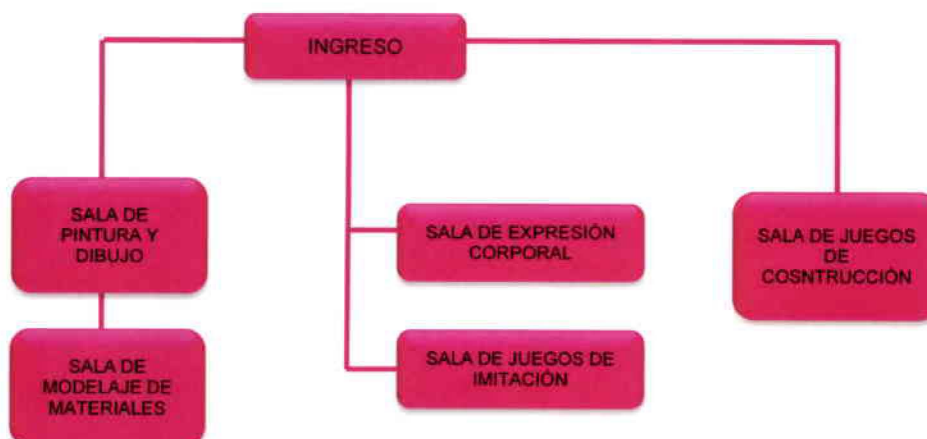 INGRESO
SALA DE
PINTURA Y
DIBUJO
SALA DE EXPRESIÓN
CORPORAL
SALA DE JUEGOS
DE
COSNTRUCCIÓN
SALA DE
MODELAJE DE
MATERIALES
SALA DE JUEGOS DE
IMITACIÓN